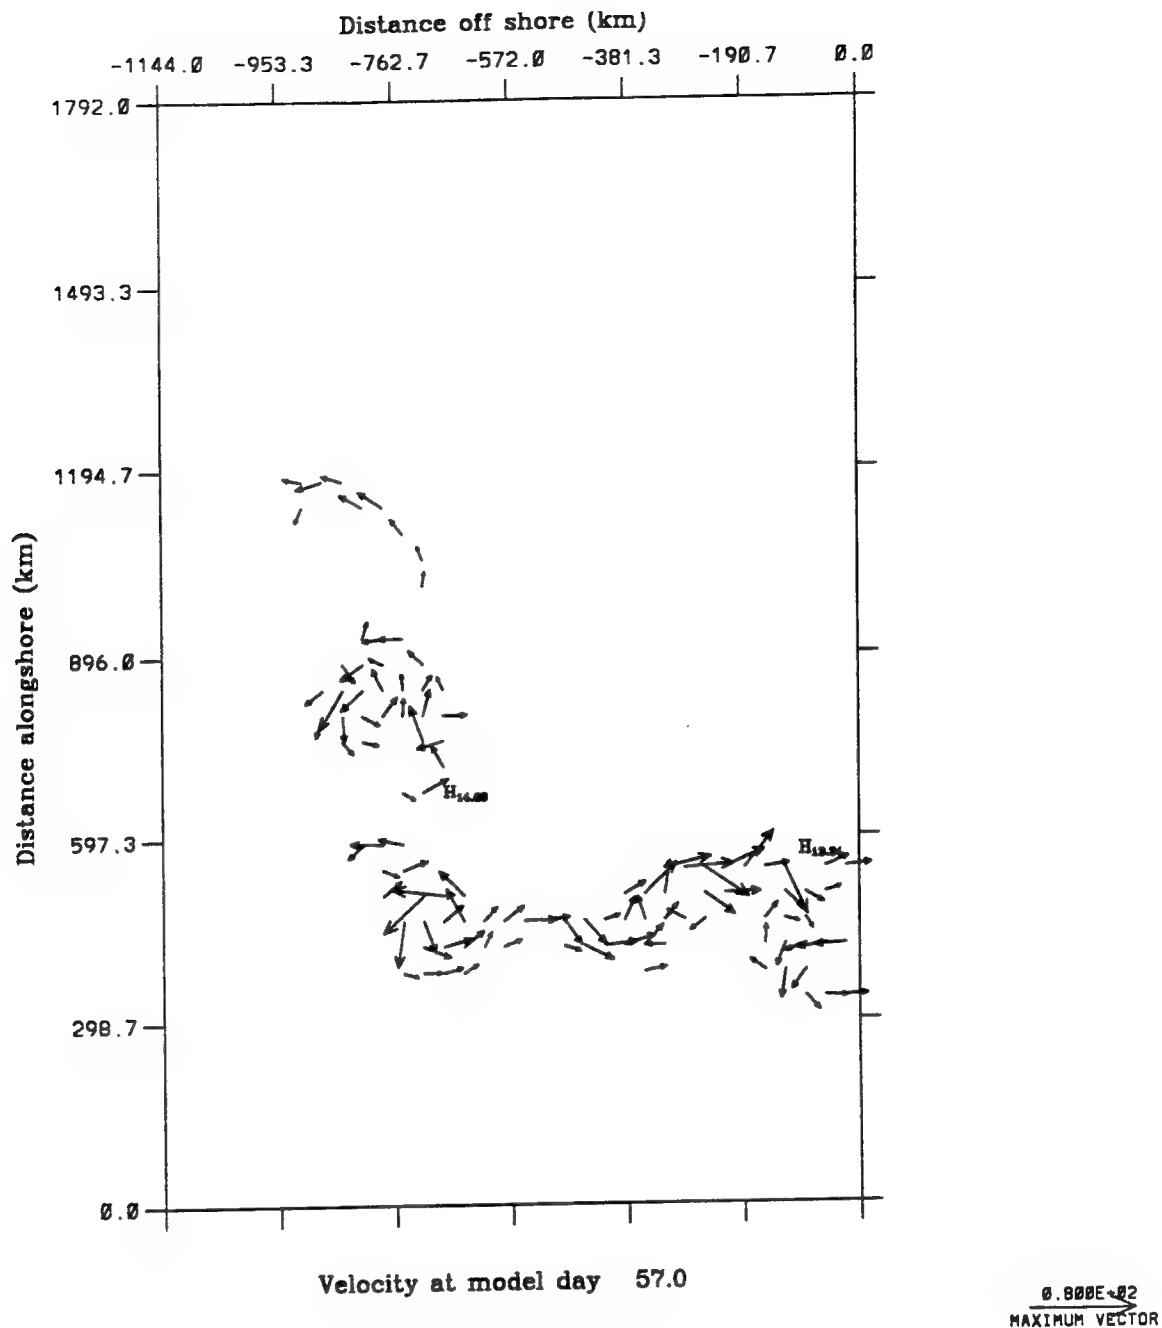 Distance off shore (km)
-1144.0 -953.3 -762.7 -572.0 -381.3 -190.7 0.0
1792.0
1493.3
1194.7
Distance alongshore (km)
896.0
H
597.3
H
298.7
0.0
Velocity at model day 57.0
0.800E+02
MAXIMUM VECTOR